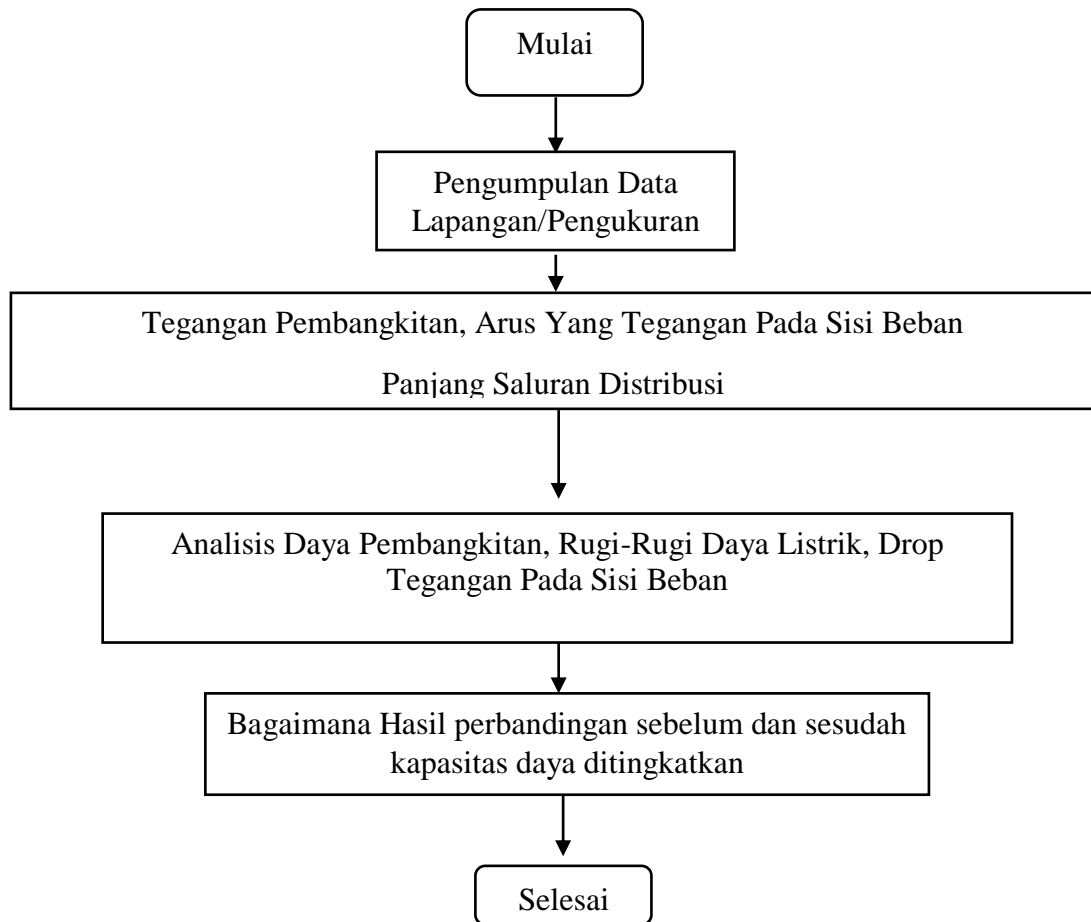 Mulai
Pengumpulan Data
Lapangan/Pengukuran
Tegangan Pembangkitan, Arus Yang Tegangan Pada Sisi Beban
Panjang Saluran Distribusi
Analisis Daya Pembangkitan, Rugi-Rugi Daya Listrik, Drop
Tegangan Pada Sisi Beban
Bagaimana Hasil perbandingan sebelum dan sesudah
kapasitas daya ditingkatkan
Selesai